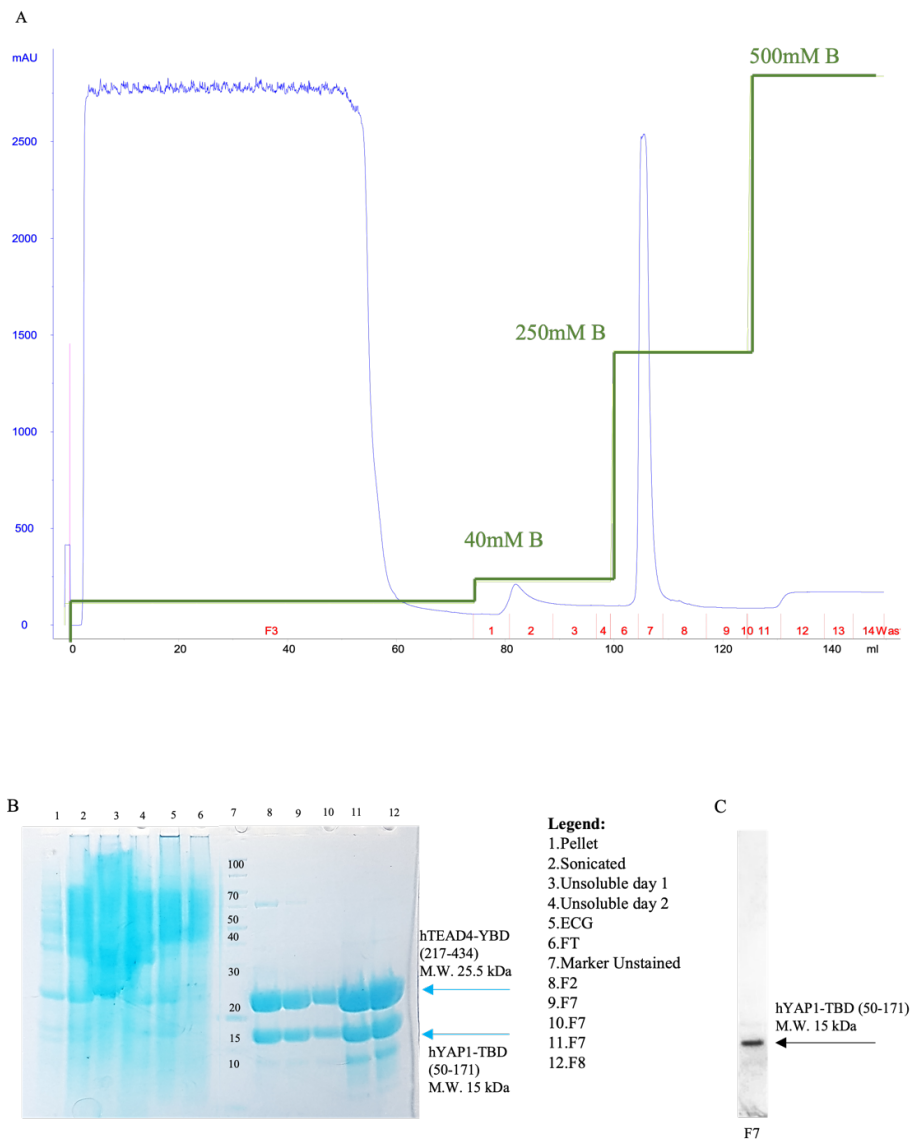 A
mAU
500mM B
2500
2000
1500
250mM B
1000
500
40mM B
0
F3 1 2 3 4 6 7 8 9 10 11 12 13 14 Was
0 20 40 60 80 100 120 140 ml
B
1 2 3 4 5 6 7 8 9 10 11 12
100
70
50
40
30
20
15
10
hTEAD4-YBD
(217-434)
M.W. 25.5 kDa
hYAP1-TBD
(50-171)
M.W. 15 kDa
Legend:
1.Pellet
2.Sonicated
3.Unsoluble day 1
4.Unsoluble day 2
5.ECG
6.FT
7.Marker Unstained
8.F2
9.F7
10.F7
11.F7
12.F8
C
hYAP1-TBD (50-171)
M.W. 15 kDa
F7